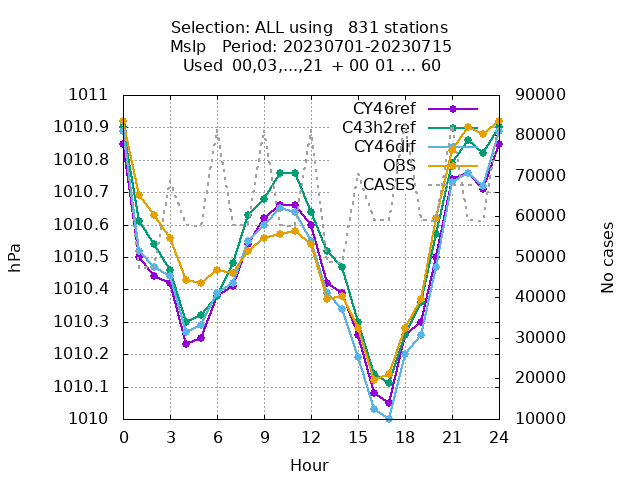 Selection: ALL using   831 stations
Mslp   Period: 20230701-20230715
Used  00,03,...,21  + 00 01 ... 60
1011
1010.9
1010.8
1010.7
1010.6
1010.5
1010.4
1010.3
1010.2
1010.1
1010
hPa
CY46ref
C43h2ref
CY46dif
OBS
CASES
90000
80000
70000
60000
50000
40000
30000
20000
10000
No cases
0 3 6 9 12 15 18 21 24
Hour